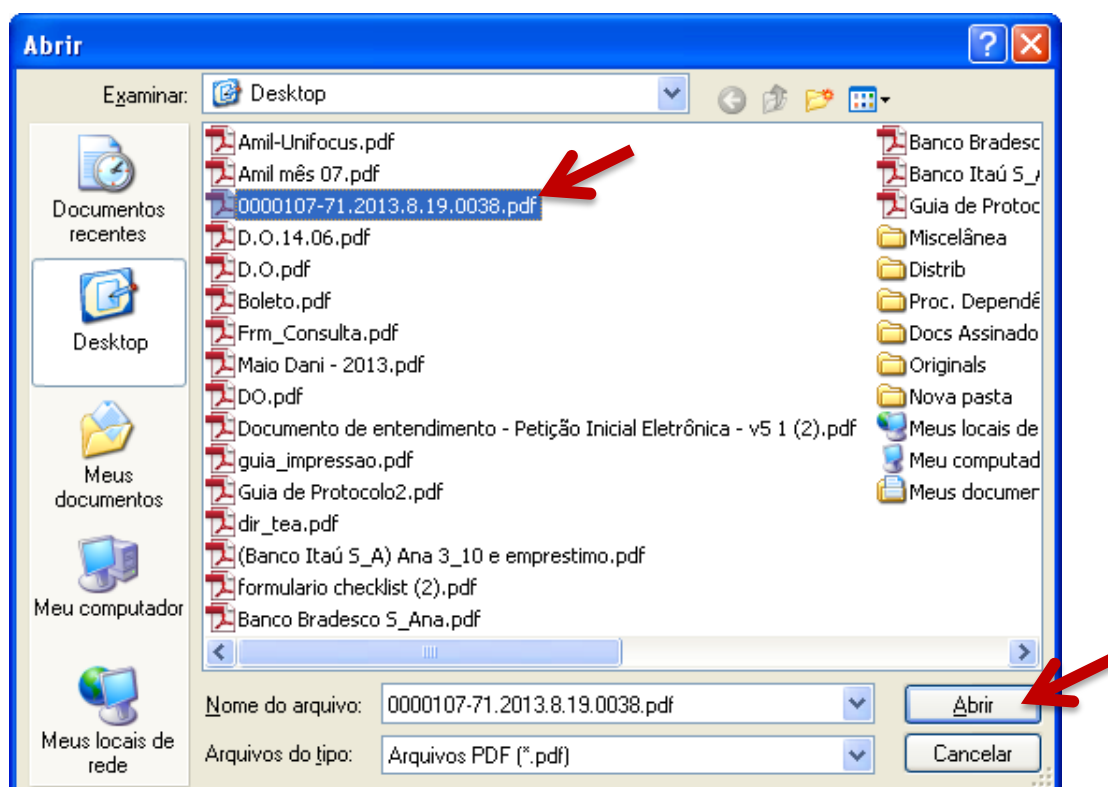 Abrir
Examinar:
Desktop
Documentos
recentes
Desktop
Meus
documentos
Meu computador
Meus locais de
rede
Amil-Unifocus.pdf
Amil mês 07.pdf
0000107-71.2013.8.19.0038.pdf
D.O.14.06.pdf
D.O.pdf
Boleto.pdf
Frm_Consulta.pdf
Maio Dani - 2013.pdf
DO.pdf
Documento de entendimento - Petição Inicial Eletrônica - v5 1 (2).pdf
guia_impressao.pdf
Guia de Protocolo2.pdf
dir_tea.pdf
(Banco Itaú S_A) Ana 3_10 e emprestimo.pdf
formulario checklist (2).pdf
Banco Bradesco S_Ana.pdf
Banco Bradesc
Banco Itaú S_
Guia de Protoc
Miscelânea
Distrib
Proc. Dependê
Docs Assinado
Originals
Nova pasta
Meus locais de
Meu computad
Meus documen
Nome do arquivo:
0000107-71.2013.8.19.0038.pdf
Abrir
Arquivos do tipo:
Arquivos PDF (*.pdf)
Cancelar